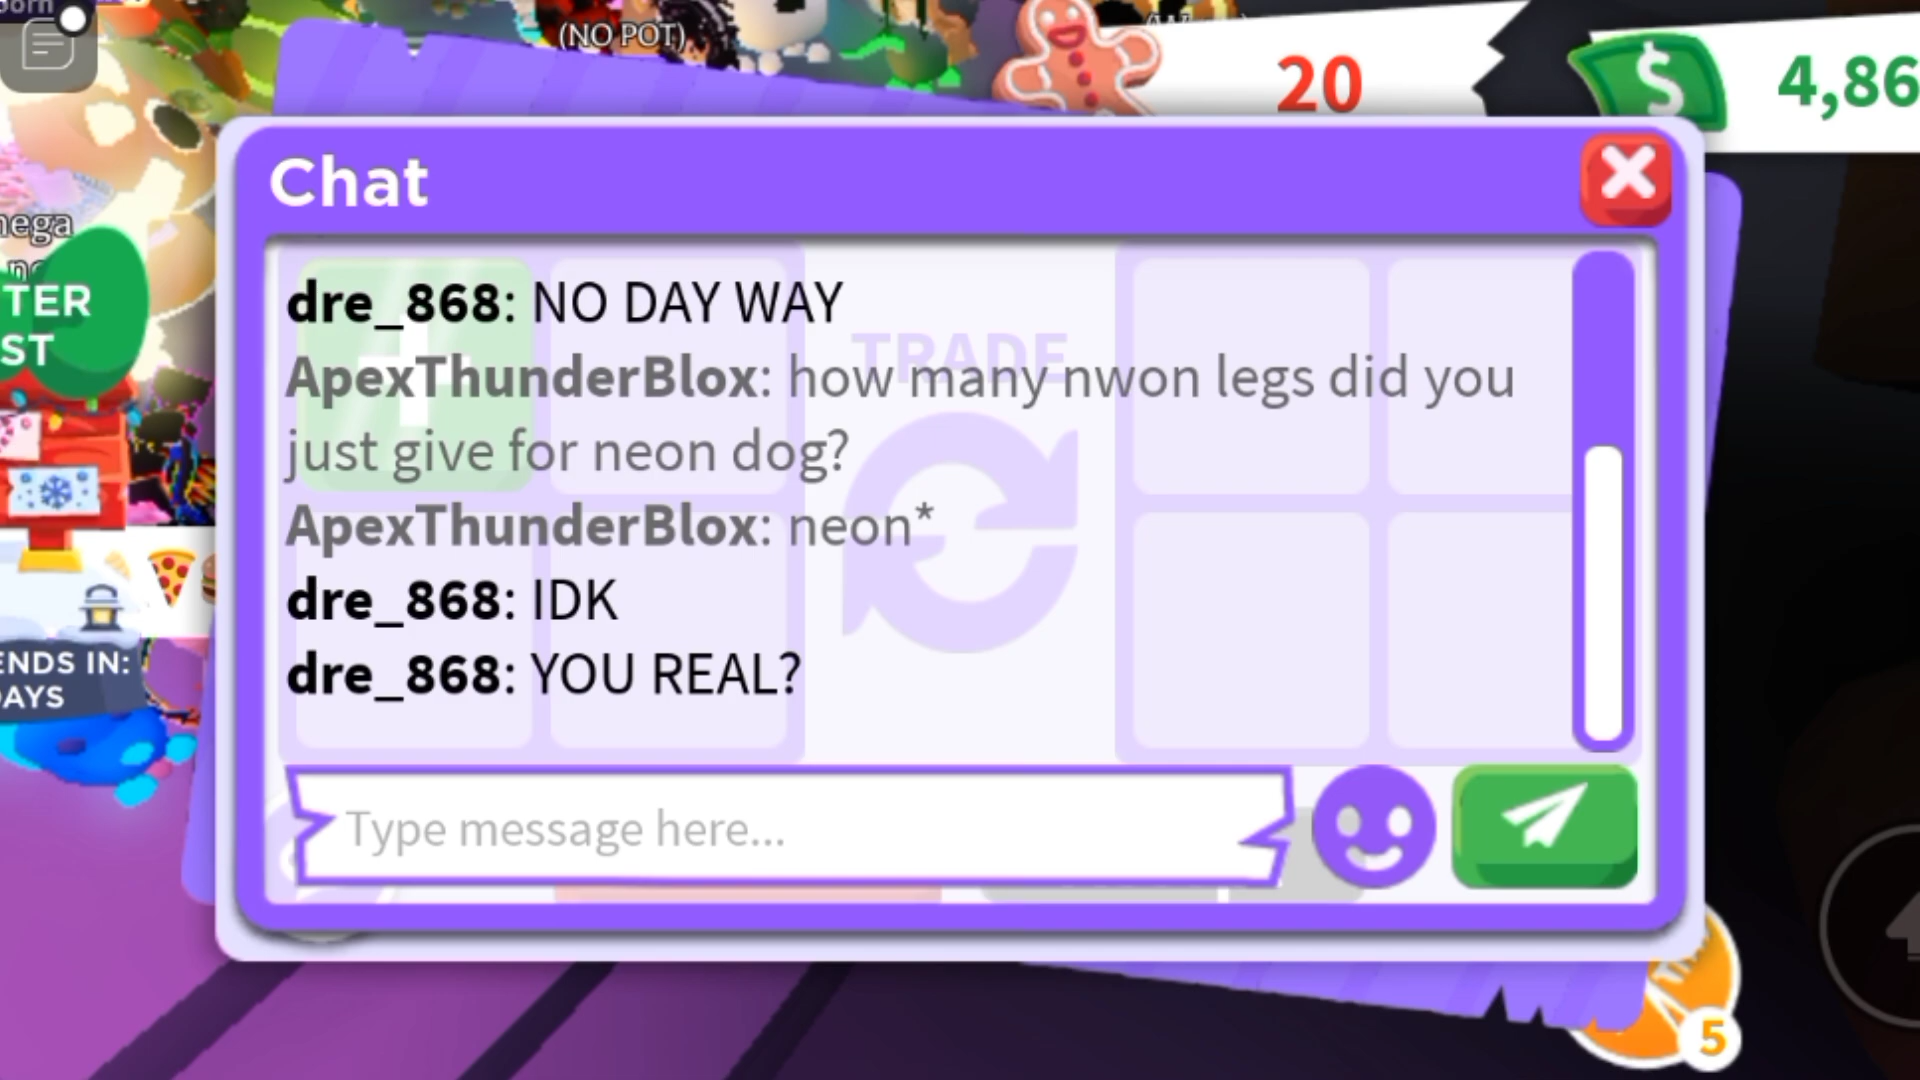 (NO POT)
20
4,86
Chat
dre_868: NO DAY WAY
TRADE
ApexThunderBlox: how many nwon legs did you
just give for neon dog?
ApexThunderBlox: neon*
dre_868: IDK
dre_868: YOU REAL?
Type message here...
TER
ST
ENDS IN:
DAYS
5